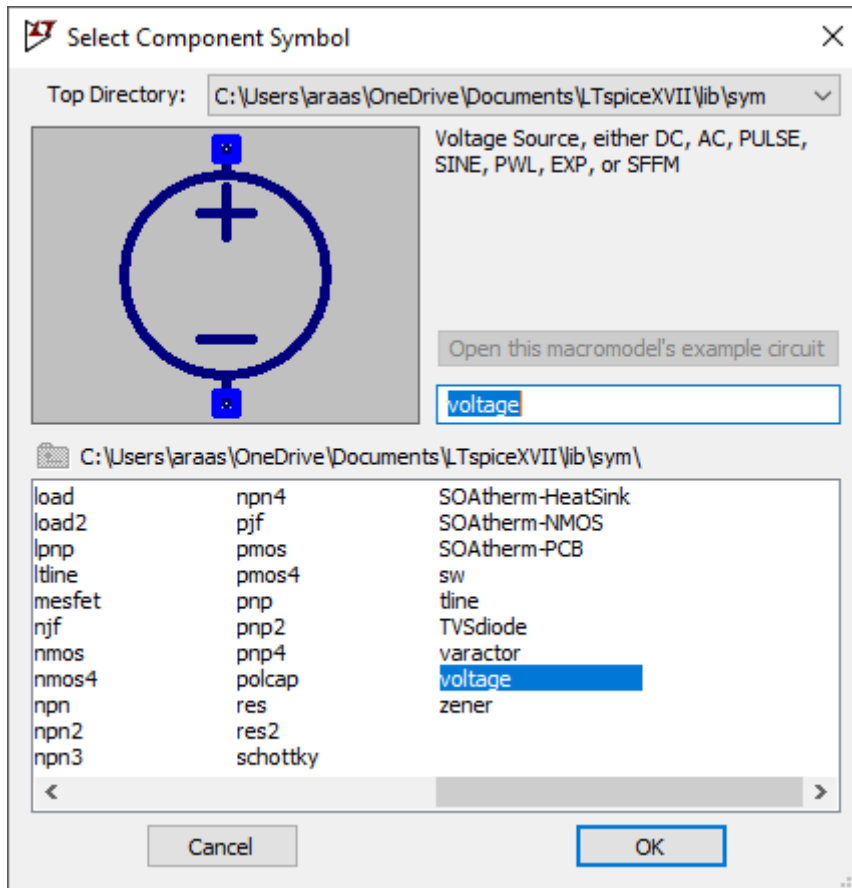 Select Component Symbol
Top Directory: C:\Users\araas\OneDrive\Documents\LTspiceXVII\lib\sym
Voltage Source, either DC, AC, PULSE,
SINE, PWL, EXP, or SFFM
Open this macromodel's example circuit
voltage
C:\Users\araas\OneDrive\Documents\LTspiceXVII\lib\sym\
load npn4 SOAtherm-HeatSink
load2 pjf SOAtherm-NMOS
lpnp pmos SOAtherm-PCB
ltline pmos4 sw
mesfet pnp tline
njf pnp2 TVSdiode
nmos pnp4 varactor
nmos4 polcap voltage
npn res zener
npn2 res2
npn3 schottky
Cancel OK